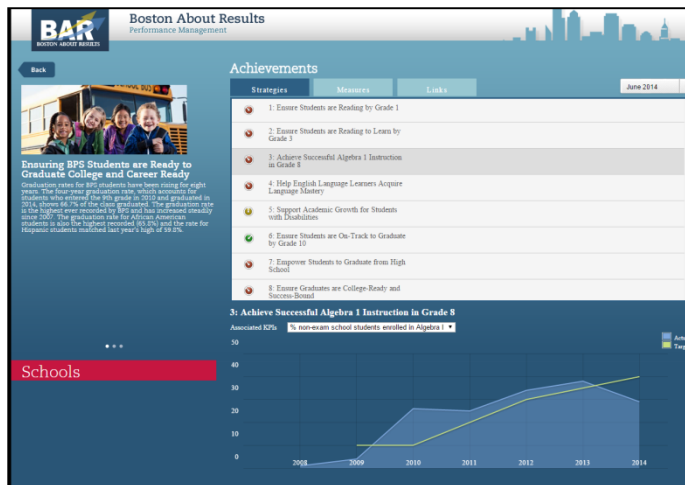 BAR
BOSTON ABOUT RESULTS
Boston About Results
Performance Management
Back
SCHOOL BUS
Ensuring BPS Students are Ready to
Graduate College and Career Ready
Graduation rates for BPS students have been rising for eight
years. The four-year graduation rate, which accounts for
students who entered the 9th grade in 2010 and graduated in
2014, shows 66.7% of the class graduated. The graduation rate
is the highest ever recorded by BPS and has increased steadily
since 2007. The graduation rate for African American
students is also the highest recorded (65.8%) and the rate for
Hispanic students matched last year's high of 59.8%.
Schools
Achievements
Strategies
Measures
Links
June 2014
1: Ensure Students are Reading by Grade 1
2: Ensure Students are Reading to Learn by
Grade 3
3: Achieve Successful Algebra 1 Instruction
in Grade 8
4: Help English Language Learners Acquire
Language Mastery
5: Support Academic Growth for Students
with Disabilities
6: Ensure Students are On-Track to Graduate
by Grade 10
7: Empower Students to Graduate from High
School
8: Ensure Graduates are College-Ready and
Success-Bound
3: Achieve Successful Algebra 1 Instruction in Grade 8
Associated KPIs
% non-exam school students enrolled in Algebra I
Actu
Targ
50
40
30
20
10
0
2008 2009 2010 2011 2012 2013 2014